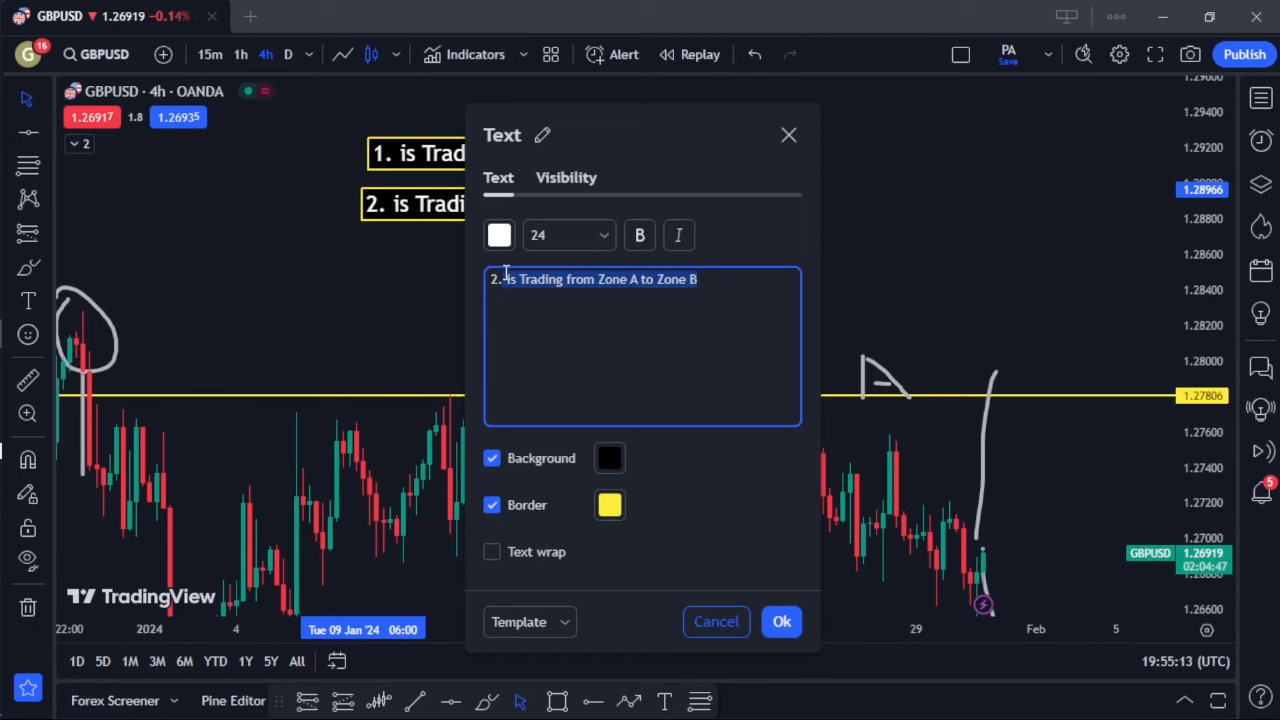 GBPUSD ▼ 1.26919 −0.14%
G 16 GBPUSD 15m 1h 4h D Indicators Alert Replay PA Save Publish
GBPUSD · 4h · OANDA
1.26917 1.8 1.26935
2
1. is Trad
2. is Tradi
Text
Text Visibility
24 B I
2. is Trading from Zone A to Zone B
Background
Border
Text wrap
Template Cancel Ok
A
1.29600
1.29400
1.29200
1.28966
1.28800
1.28600
1.28400
1.28200
1.28000
1.27806
1.27600
1.27400
1.27200
1.27000
GBPUSD 1.26919
02:04:47
1.26600
5
TradingView
22:00 2024 4 Tue 09 Jan '24 06:00 29 Feb 5
1D 5D 1M 3M 6M YTD 1Y 5Y All 19:55:13 (UTC)
Forex Screener Pine Editor